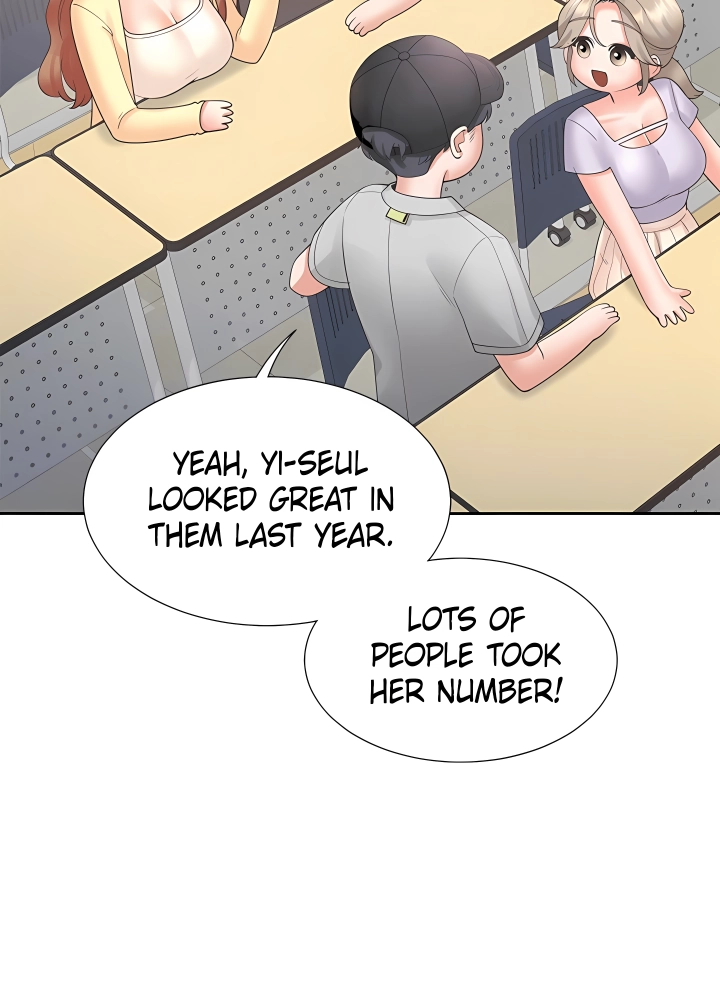 YEAH, YI-SEUL
LOOKED GREAT IN
THEM LAST YEAR.
LOTS OF
PEOPLE TOOK
HER NUMBER!